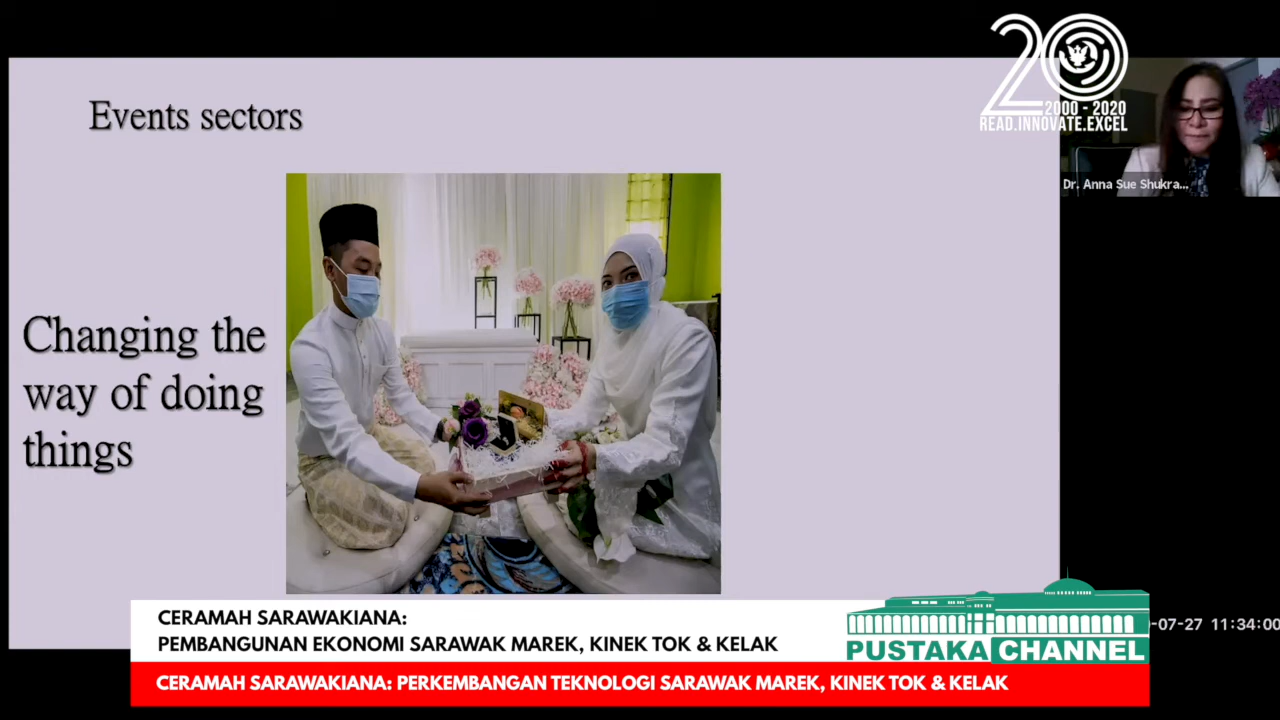 Events sectors
Changing the
way of doing
things
20
2000 - 2020
READ.INNOVATE.EXCEL
Dr. Anna Sue Shukra...
-07-27 11:34:00
CERAMAH SARAWAKIANA:
PEMBANGUNAN EKONOMI SARAWAK MAREK, KINEK TOK & KELAK
PUSTAKA CHANNEL
CERAMAH SARAWAKIANA: PERKEMBANGAN TEKNOLOGI SARAWAK MAREK, KINEK TOK & KELAK